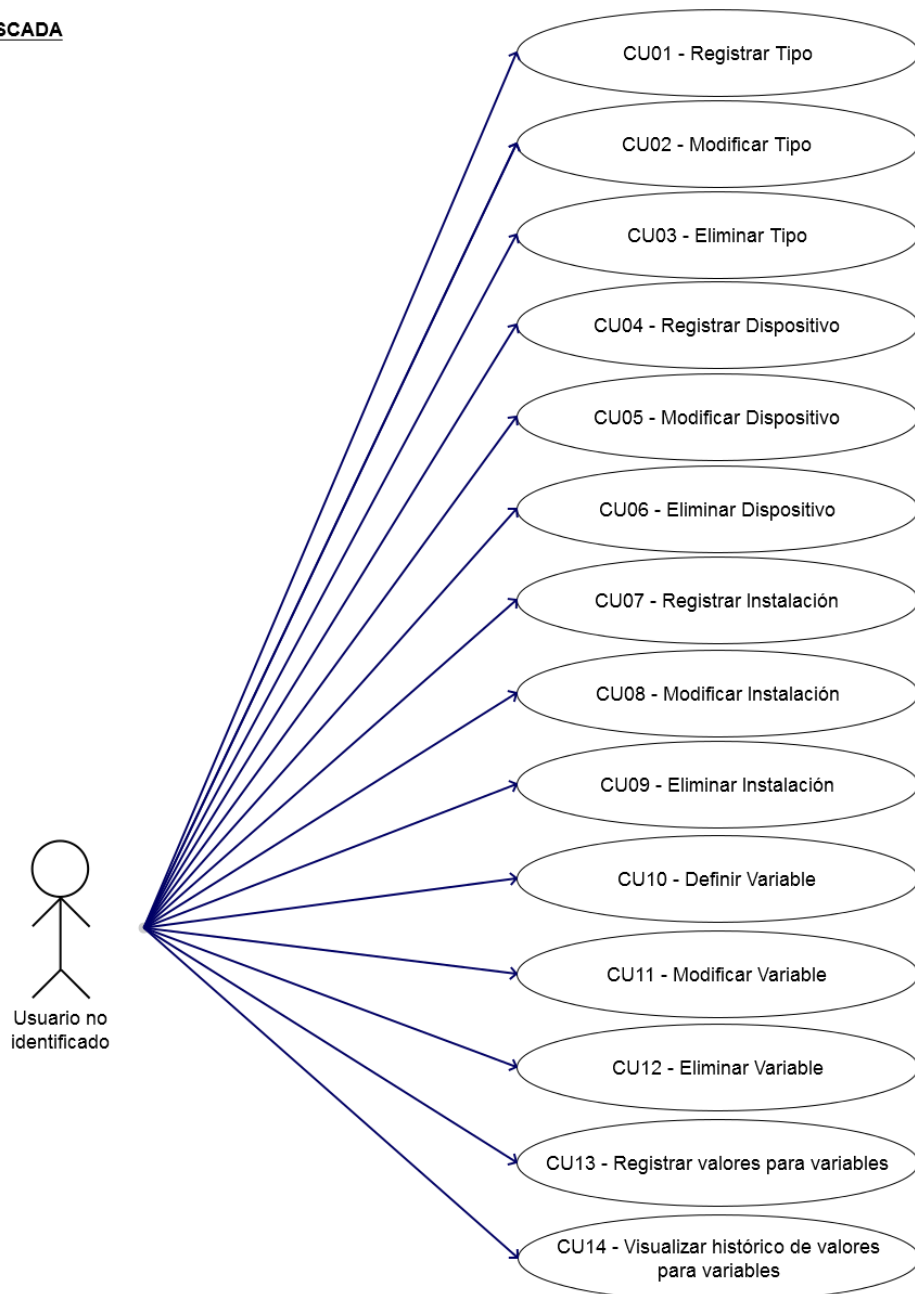 SCADA
CU01 - Registrar Tipo
CU02 - Modificar Tipo
CU03 - Eliminar Tipo
CU04 - Registrar Dispositivo
CU05 - Modificar Dispositivo
CU06 - Eliminar Dispositivo
CU07 - Registrar Instalación
CU08 - Modificar Instalación
CU09 - Eliminar Instalación
CU10 - Definir Variable
CU11 - Modificar Variable
Usuario no
identificado
CU12 - Eliminar Variable
CU13 - Registrar valores para variables
CU14 - Visualizar histórico de valores
para variables